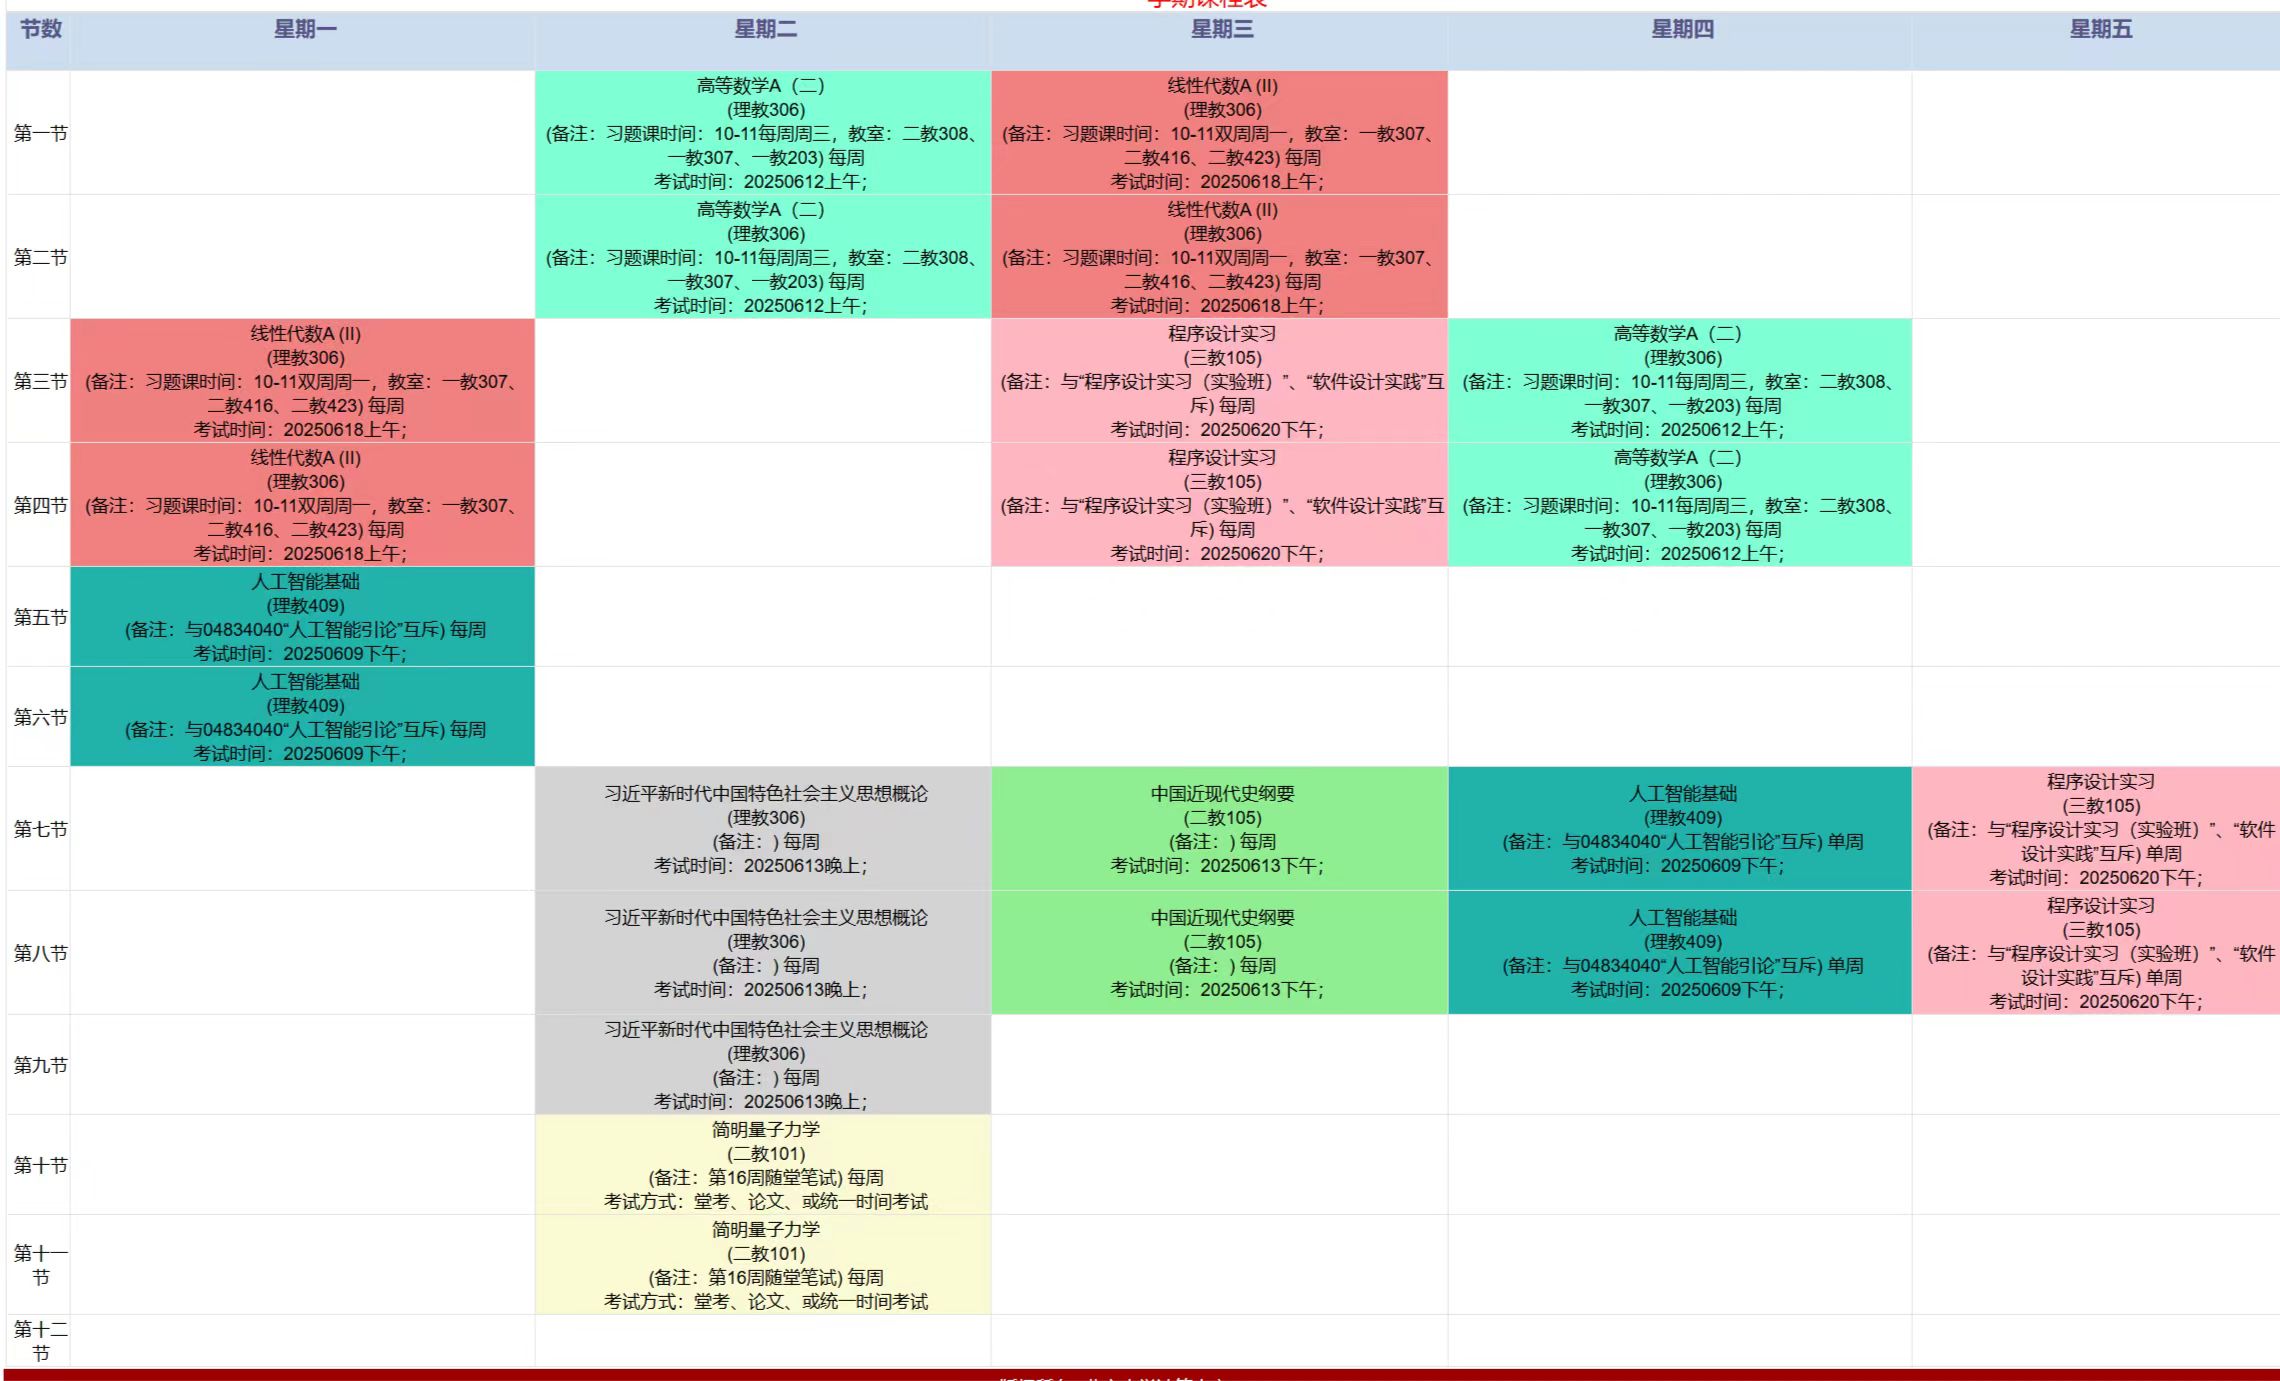 学期课程表
节数 星期一 星期二 星期三 星期四 星期五
第一节
高等数学A（二）
(理教306)
(备注：习题课时间：10-11每周周三，教室：二教308、
一教307、一教203) 每周
考试时间：20250612上午；
线性代数A (II)
(理教306)
(备注：习题课时间：10-11双周周一，教室：一教307、
二教416、二教423) 每周
考试时间：20250618上午；
第二节
高等数学A（二）
(理教306)
(备注：习题课时间：10-11每周周三，教室：二教308、
一教307、一教203) 每周
考试时间：20250612上午；
线性代数A (II)
(理教306)
(备注：习题课时间：10-11双周周一，教室：一教307、
二教416、二教423) 每周
考试时间：20250618上午；
第三节
线性代数A (II)
(理教306)
(备注：习题课时间：10-11双周周一，教室：一教307、
二教416、二教423) 每周
考试时间：20250618上午；
程序设计实习
(三教105)
(备注：与“程序设计实习（实验班）”、“软件设计实践”互
斥) 每周
考试时间：20250620下午；
高等数学A（二）
(理教306)
(备注：习题课时间：10-11每周周三，教室：二教308、
一教307、一教203) 每周
考试时间：20250612上午；
第四节
线性代数A (II)
(理教306)
(备注：习题课时间：10-11双周周一，教室：一教307、
二教416、二教423) 每周
考试时间：20250618上午；
程序设计实习
(三教105)
(备注：与“程序设计实习（实验班）”、“软件设计实践”互
斥) 每周
考试时间：20250620下午；
高等数学A（二）
(理教306)
(备注：习题课时间：10-11每周周三，教室：二教308、
一教307、一教203) 每周
考试时间：20250612上午；
第五节
人工智能基础
(理教409)
(备注：与04834040“人工智能引论”互斥) 每周
考试时间：20250609下午；
第六节
人工智能基础
(理教409)
(备注：与04834040“人工智能引论”互斥) 每周
考试时间：20250609下午；
第七节
习近平新时代中国特色社会主义思想概论
(理教306)
(备注：) 每周
考试时间：20250613晚上；
中国近现代史纲要
(二教105)
(备注：) 每周
考试时间：20250613下午；
人工智能基础
(理教409)
(备注：与04834040“人工智能引论”互斥) 单周
考试时间：20250609下午；
程序设计实习
(三教105)
(备注：与“程序设计实习（实验班）”、“软件
设计实践”互斥) 单周
考试时间：20250620下午；
第八节
习近平新时代中国特色社会主义思想概论
(理教306)
(备注：) 每周
考试时间：20250613晚上；
中国近现代史纲要
(二教105)
(备注：) 每周
考试时间：20250613下午；
人工智能基础
(理教409)
(备注：与04834040“人工智能引论”互斥) 单周
考试时间：20250609下午；
程序设计实习
(三教105)
(备注：与“程序设计实习（实验班）”、“软件
设计实践”互斥) 单周
考试时间：20250620下午；
第九节
习近平新时代中国特色社会主义思想概论
(理教306)
(备注：) 每周
考试时间：20250613晚上；
第十节
简明量子力学
(二教101)
(备注：第16周随堂笔试) 每周
考试方式：堂考、论文、或统一时间考试
第十一
节
简明量子力学
(二教101)
(备注：第16周随堂笔试) 每周
考试方式：堂考、论文、或统一时间考试
第十二
节